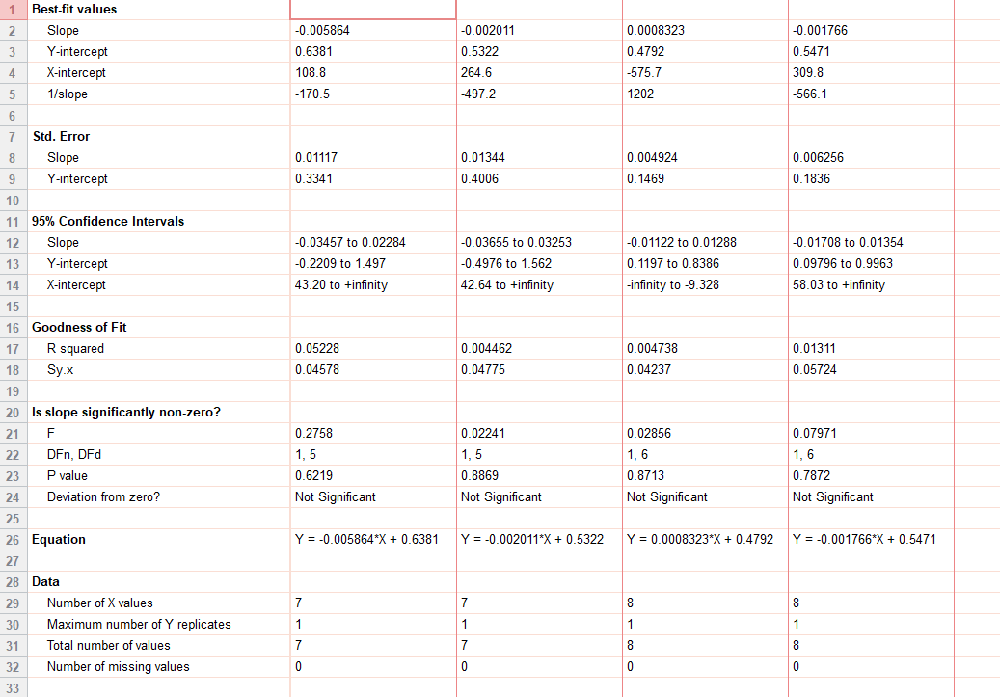 1 Best-fit values
2 Slope -0.005864 -0.002011 0.0008323 -0.001766
3 Y-intercept 0.6381 0.5322 0.4792 0.5471
4 X-intercept 108.8 264.6 -575.7 309.8
5 1/slope -170.5 -497.2 1202 -566.1
6
7 Std. Error
8 Slope 0.01117 0.01344 0.004924 0.006256
9 Y-intercept 0.3341 0.4006 0.1469 0.1836
10
11 95% Confidence Intervals
12 Slope -0.03457 to 0.02284 -0.03655 to 0.03253 -0.01122 to 0.01288 -0.01708 to 0.01354
13 Y-intercept -0.2209 to 1.497 -0.4976 to 1.562 0.1197 to 0.8386 0.09796 to 0.9963
14 X-intercept 43.20 to +infinity 42.64 to +infinity -infinity to -9.328 58.03 to +infinity
15
16 Goodness of Fit
17 R squared 0.05228 0.004462 0.004738 0.01311
18 Sy.x 0.04578 0.04775 0.04237 0.05724
19
20 Is slope significantly non-zero?
21 F 0.2758 0.02241 0.02856 0.07971
22 DFn, DFd 1, 5 1, 5 1, 6 1, 6
23 P value 0.6219 0.8869 0.8713 0.7872
24 Deviation from zero? Not Significant Not Significant Not Significant Not Significant
25
26 Equation Y = -0.005864*X + 0.6381 Y = -0.002011*X + 0.5322 Y = 0.0008323*X + 0.4792 Y = -0.001766*X + 0.5471
27
28 Data
29 Number of X values 7 7 8 8
30 Maximum number of Y replicates 1 1 1 1
31 Total number of values 7 7 8 8
32 Number of missing values 0 0 0 0
33